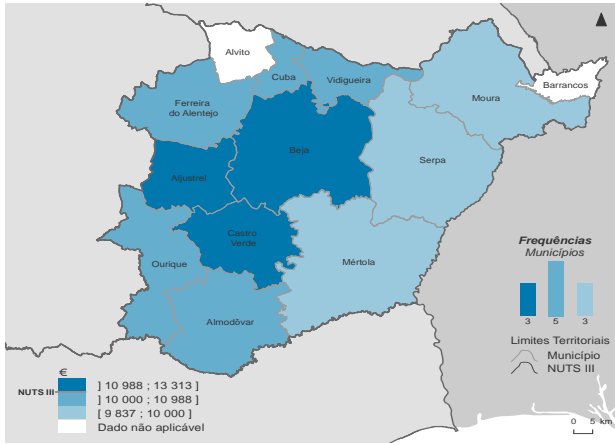 Alvito
Cuba
Vidigueira
Barrancos
Moura
Ferreira
do Alentejo
Beja
Serpa
Aljustrel
Castro
Verde
Ourique
Mértola
Almodôvar
Frequências
Municípios
3 5 3
Limites Territoriais
Município
NUTS III
€
NUTS III
] 10 988 ; 13 313 ]
] 10 000 ; 10 988 ]
[ 9 837 ; 10 000 ]
Dado não aplicável
0 5 km